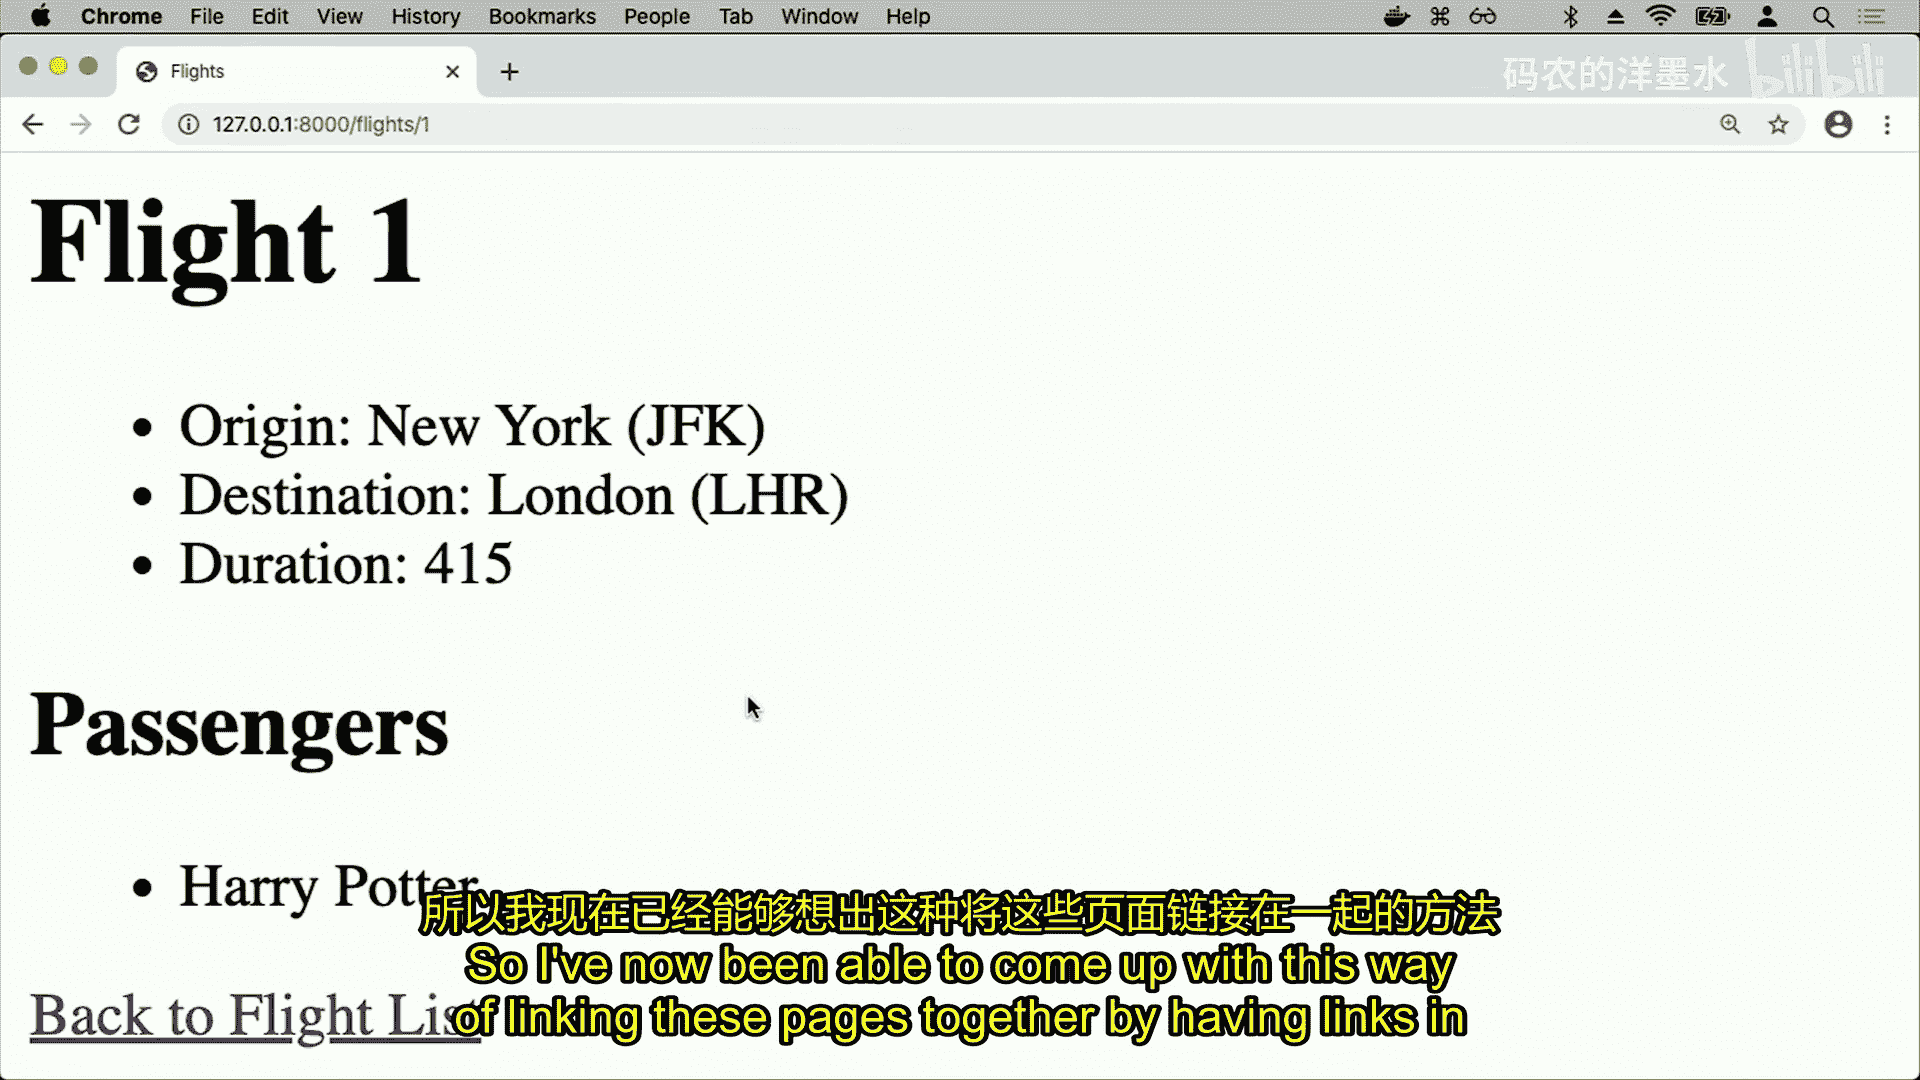 Chrome File Edit View History Bookmarks People Tab Window Help
Flights
码农的洋墨水 bilibili
127.0.0.1:8000/flights/1
Flight 1
Origin: New York (JFK)
Destination: London (LHR)
Duration: 415
Passengers
Harry Potter
所以我现在已经能够想出这种将这些页面链接在一起的方法
So I've now been able to come up with this way
Back to Flight List
of linking these pages together by having links in